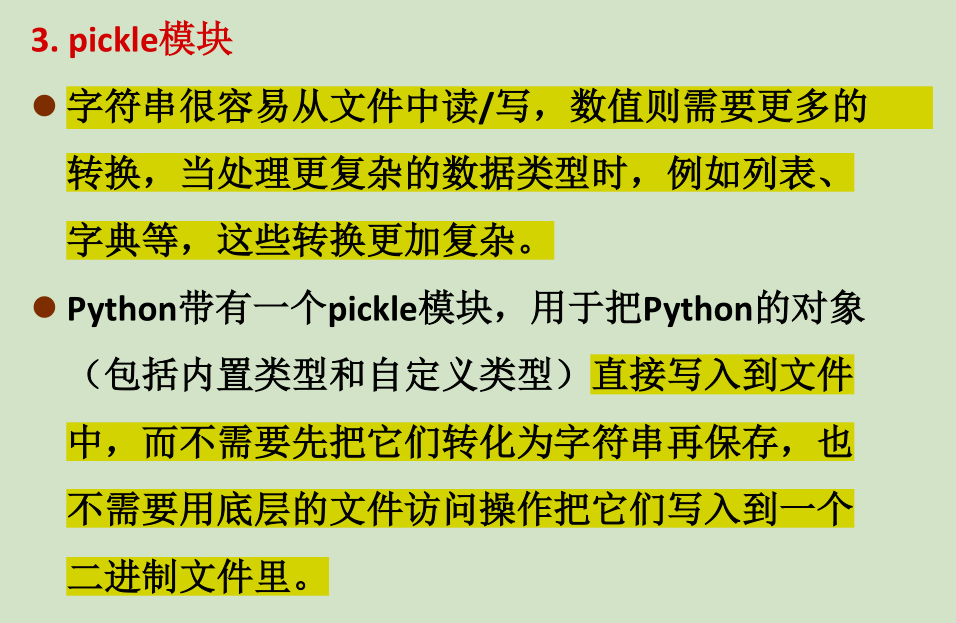 3. pickle模块
● 字符串很容易从文件中读/写，数值则需要更多的
转换，当处理更复杂的数据类型时，例如列表、
字典等，这些转换更加复杂。
● Python带有一个pickle模块，用于把Python的对象
（包括内置类型和自定义类型）直接写入到文件
中，而不需要先把它们转化为字符串再保存，也
不需要用底层的文件访问操作把它们写入到一个
二进制文件里。